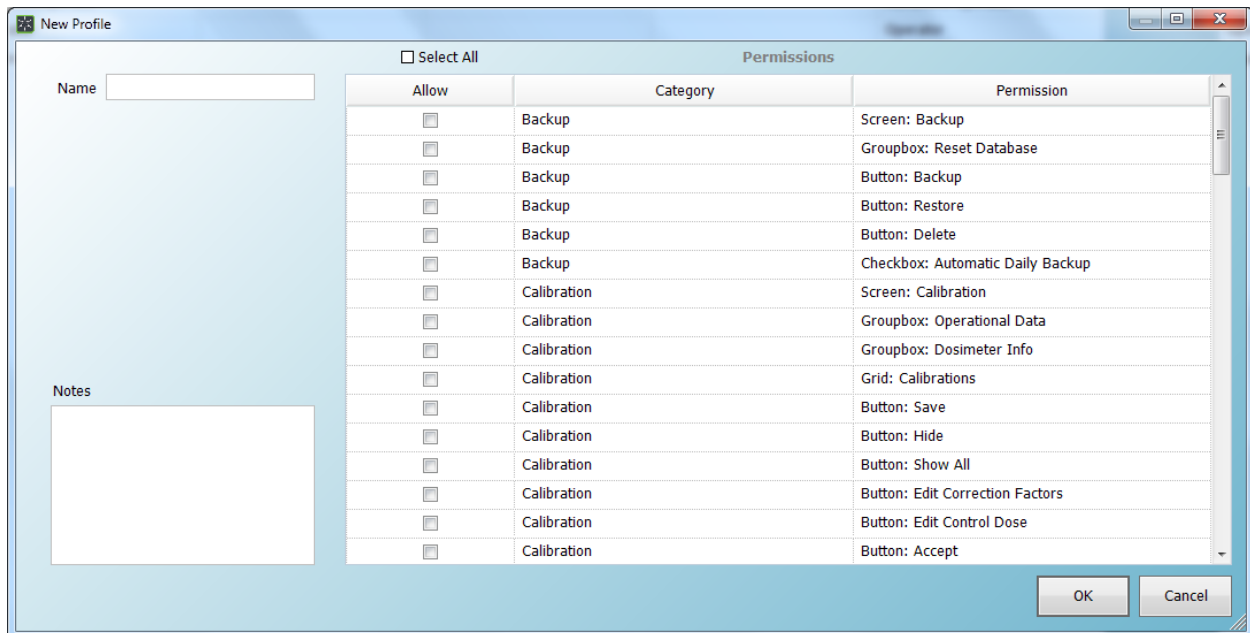 New Profile
Select All Permissions
Name
Allow Category Permission
Backup Screen: Backup
Backup Groupbox: Reset Database
Backup Button: Backup
Backup Button: Restore
Backup Button: Delete
Backup Checkbox: Automatic Daily Backup
Calibration Screen: Calibration
Calibration Groupbox: Operational Data
Calibration Groupbox: Dosimeter Info
Calibration Grid: Calibrations
Notes
Calibration Button: Save
Calibration Button: Hide
Calibration Button: Show All
Calibration Button: Edit Correction Factors
Calibration Button: Edit Control Dose
Calibration Button: Accept
OK Cancel